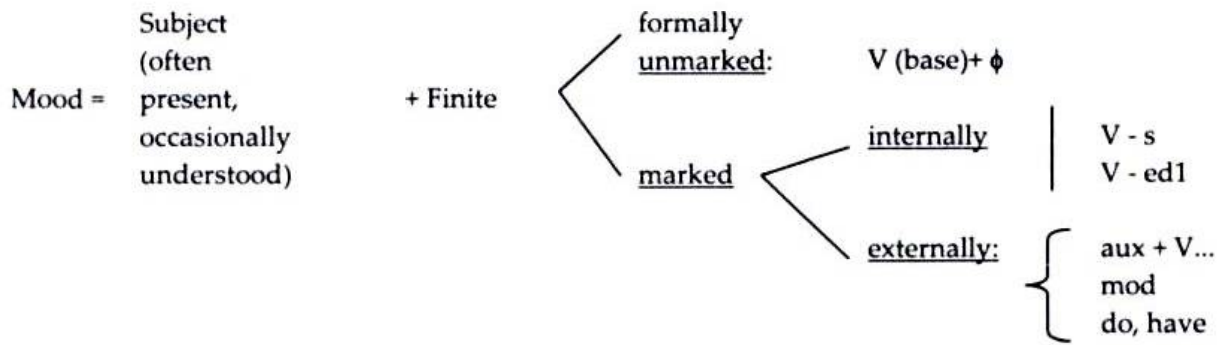 Subject
(often
present,
occasionally
understood)
Mood =
+ Finite
formally
unmarked: V (base)+ ϕ
marked
internally
V - s
V - ed1
externally:
aux + V...
mod
do, have